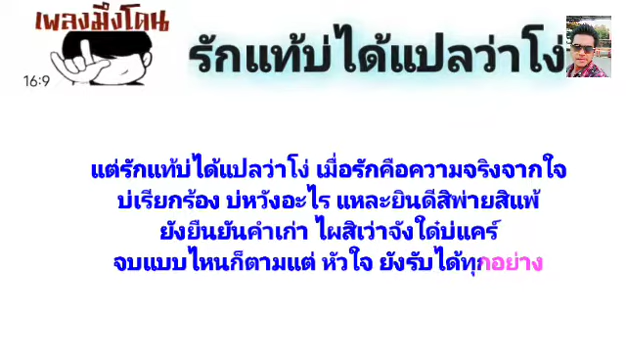 เพลงมึงโดน
รักแท้บ่ได้แปลว่าโง่
16:9
แต่รักแท้บ่ได้แปลว่าโง่ เมื่อรักคือความจริงจากใจ
บ่เรียกร้อง บ่หวังอะไร แหละยินดีสิพ่ายสิแพ้
ยังยืนยันคำเก่า ไผสิเว่าจังใด๋บ่แคร์
จบแบบไหนก็ตามแต่ หัวใจ ยังรับได้ทุกอย่าง